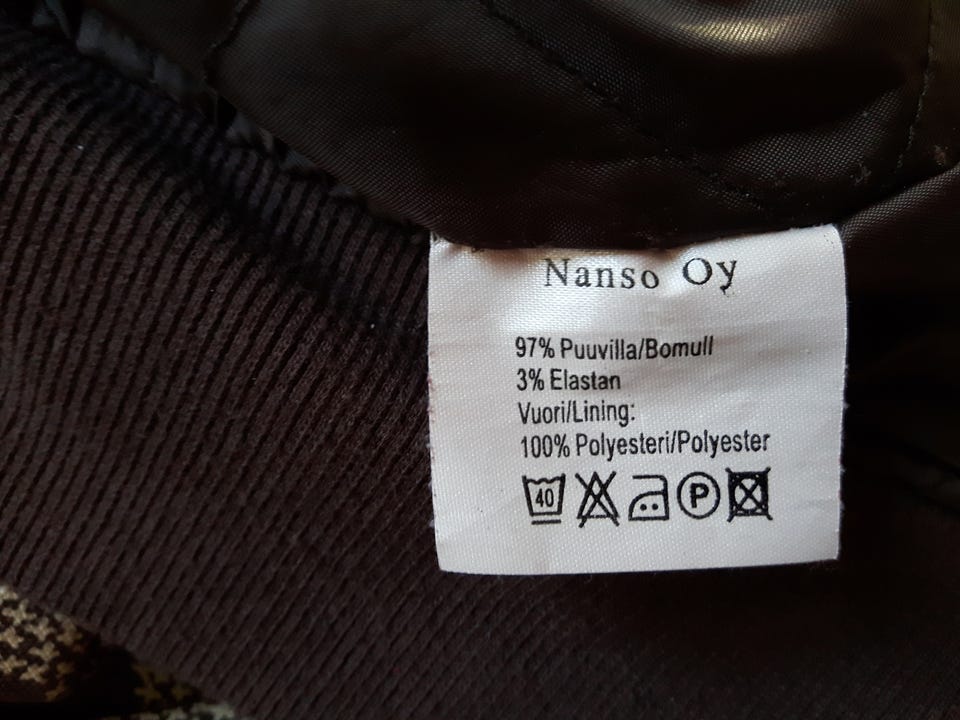 Nanso Oy
97% Puuvilla/Bomull
3% Elastan
Vuori/Lining:
100% Polyesteri/Polyester
40 P